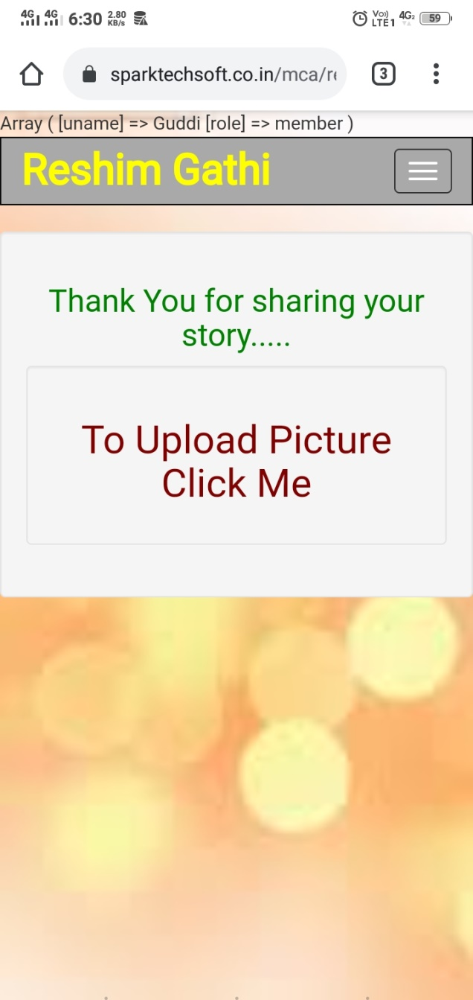 4G 4G 6:30 2.80 KB/s Vo)) LTE1 4G2 59
sparktechsoft.co.in/mca/r 3
Array ( [uname] => Guddi [role] => member )
Reshim Gathi
Thank You for sharing your
story.....
To Upload Picture
Click Me